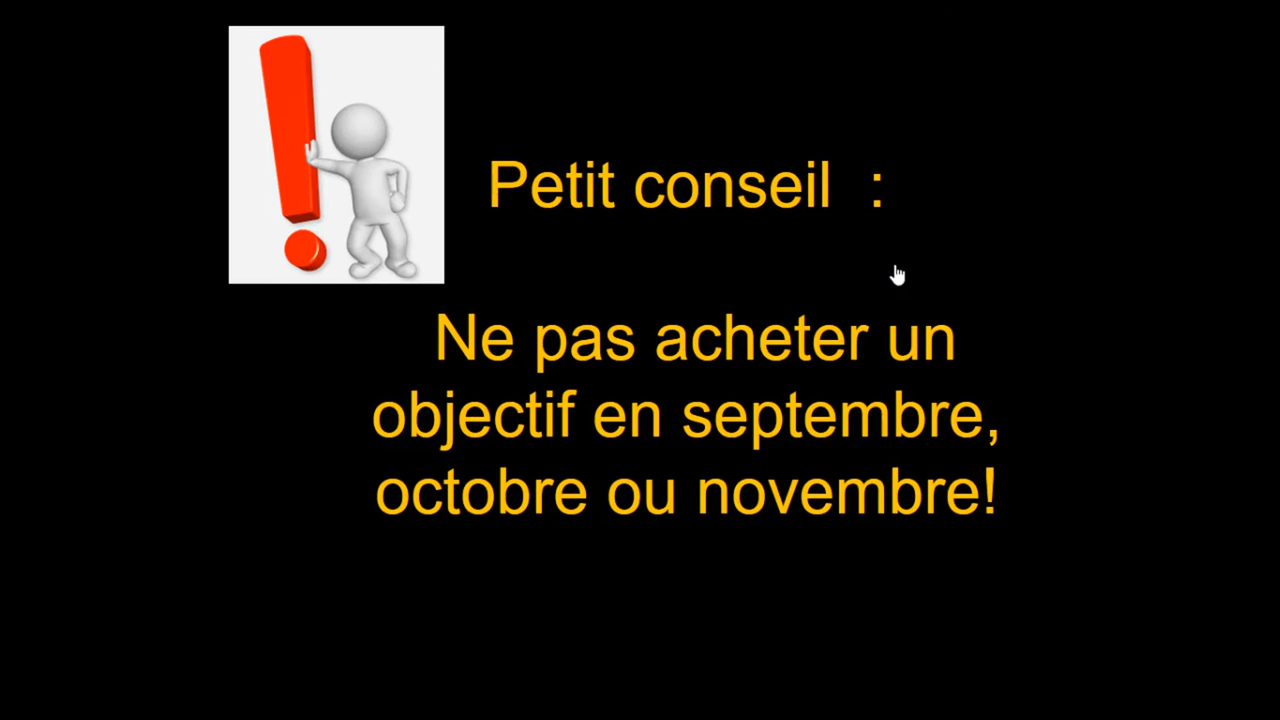 Petit conseil  :
Ne pas acheter un
objectif en septembre,
octobre ou novembre!